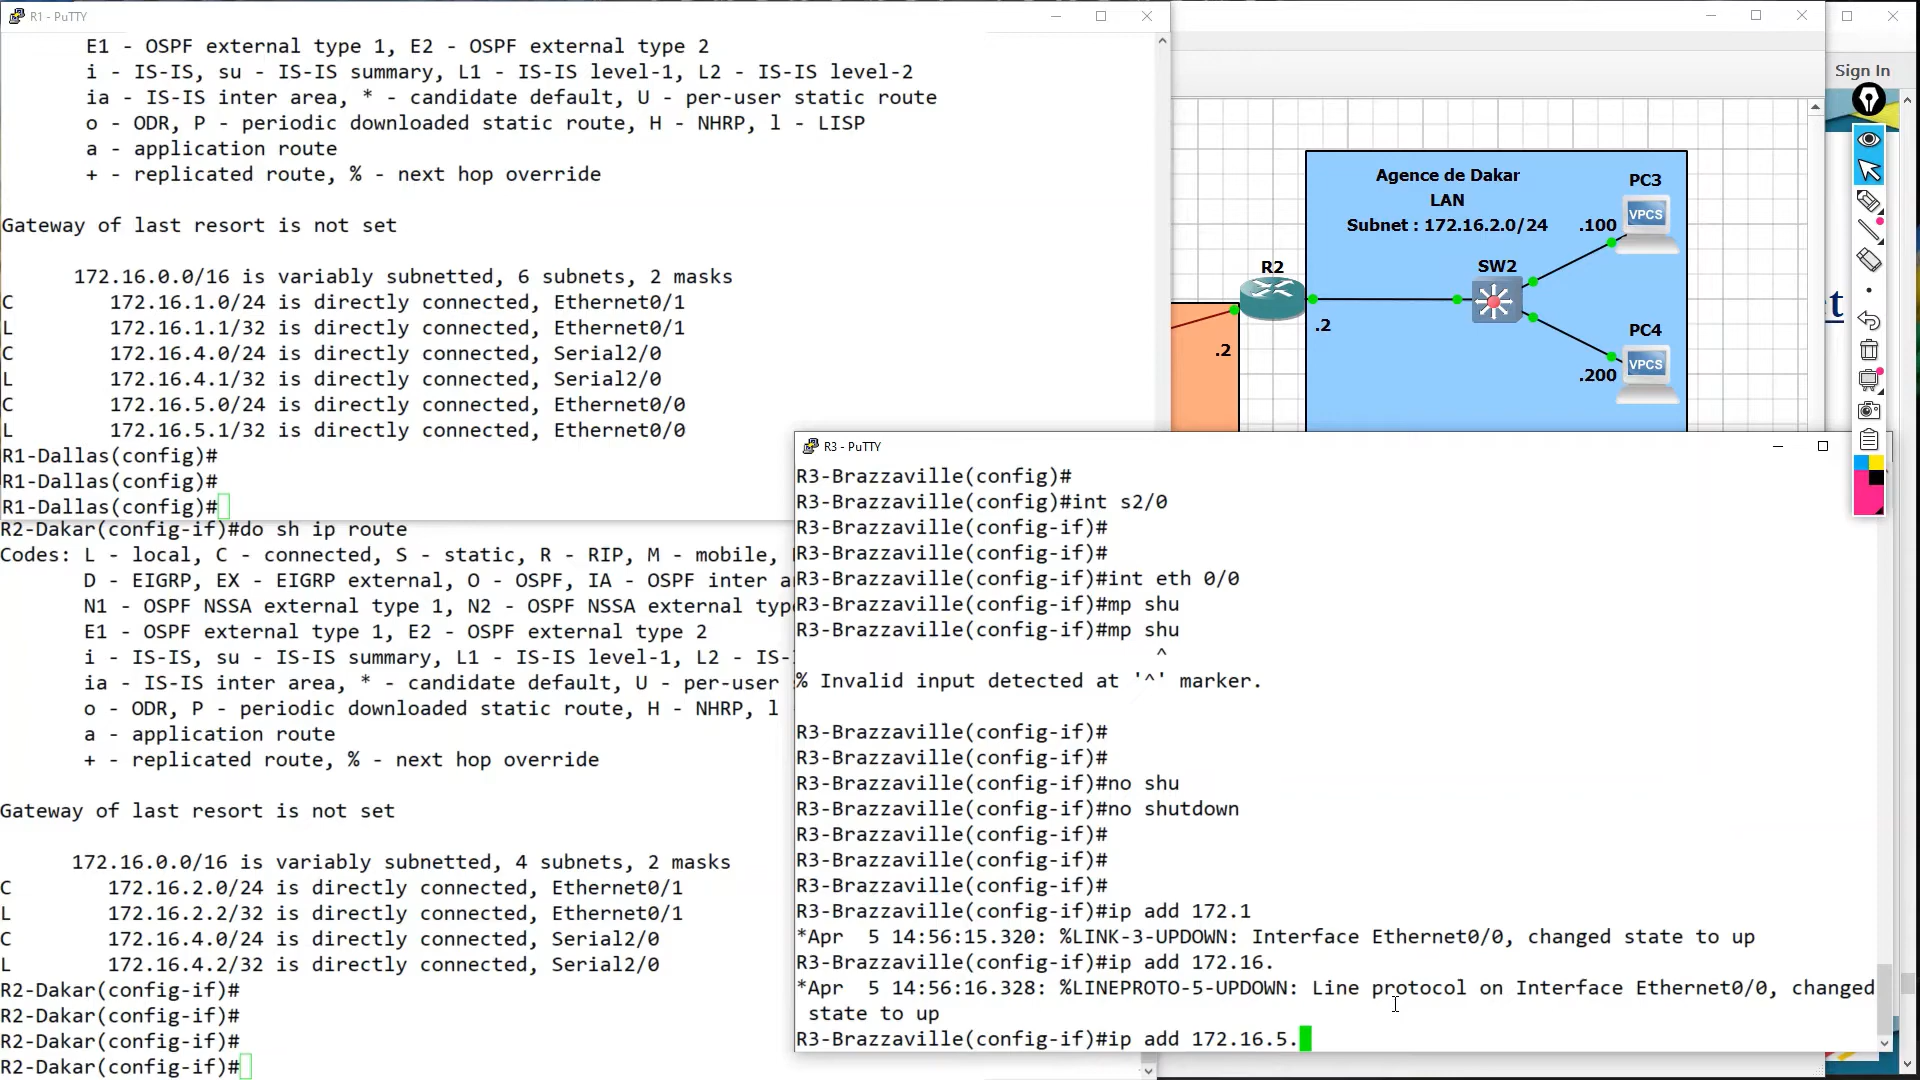 R1 - PuTTY
E1 - OSPF external type 1, E2 - OSPF external type 2
i - IS-IS, su - IS-IS summary, L1 - IS-IS level-1, L2 - IS-IS level-2
ia - IS-IS inter area, * - candidate default, U - per-user static route
o - ODR, P - periodic downloaded static route, H - NHRP, l - LISP
a - application route
+ - replicated route, % - next hop override
Gateway of last resort is not set
172.16.0.0/16 is variably subnetted, 6 subnets, 2 masks
C 172.16.1.0/24 is directly connected, Ethernet0/1
L 172.16.1.1/32 is directly connected, Ethernet0/1
C 172.16.4.0/24 is directly connected, Serial2/0
L 172.16.4.1/32 is directly connected, Serial2/0
C 172.16.5.0/24 is directly connected, Ethernet0/0
L 172.16.5.1/32 is directly connected, Ethernet0/0
R1-Dallas(config)#
R1-Dallas(config)#
R1-Dallas(config)#
R2-Dakar(config-if)#do sh ip route
Codes: L - local, C - connected, S - static, R - RIP, M - mobile,
D - EIGRP, EX - EIGRP external, O - OSPF, IA - OSPF inter
N1 - OSPF NSSA external type 1, N2 - OSPF NSSA external typ
E1 - OSPF external type 1, E2 - OSPF external type 2
i - IS-IS, su - IS-IS summary, L1 - IS-IS level-1, L2 - IS-
ia - IS-IS inter area, * - candidate default, U - per-user
o - ODR, P - periodic downloaded static route, H - NHRP, l
a - application route
+ - replicated route, % - next hop override
Gateway of last resort is not set
172.16.0.0/16 is variably subnetted, 4 subnets, 2 masks
C 172.16.2.0/24 is directly connected, Ethernet0/1
L 172.16.2.2/32 is directly connected, Ethernet0/1
C 172.16.4.0/24 is directly connected, Serial2/0
L 172.16.4.2/32 is directly connected, Serial2/0
R2-Dakar(config-if)#
R2-Dakar(config-if)#
R2-Dakar(config-if)#
R2-Dakar(config-if)#
Sign In
Agence de Dakar
LAN
Subnet : 172.16.2.0/24
PC3
VPCS
.100
R2
SW2
.2
.2
PC4
VPCS
.200
t
R3 - PuTTY
R3-Brazzaville(config)#
R3-Brazzaville(config)#int s2/0
R3-Brazzaville(config-if)#
R3-Brazzaville(config-if)#
R3-Brazzaville(config-if)#int eth 0/0
R3-Brazzaville(config-if)#mp shu
R3-Brazzaville(config-if)#mp shu
^
% Invalid input detected at '^' marker.
R3-Brazzaville(config-if)#
R3-Brazzaville(config-if)#
R3-Brazzaville(config-if)#no shu
R3-Brazzaville(config-if)#no shutdown
R3-Brazzaville(config-if)#
R3-Brazzaville(config-if)#
R3-Brazzaville(config-if)#
R3-Brazzaville(config-if)#ip add 172.1
*Apr  5 14:56:15.320: %LINK-3-UPDOWN: Interface Ethernet0/0, changed state to up
R3-Brazzaville(config-if)#ip add 172.16.
*Apr  5 14:56:16.328: %LINEPROTO-5-UPDOWN: Line protocol on Interface Ethernet0/0, changed
state to up
R3-Brazzaville(config-if)#ip add 172.16.5.